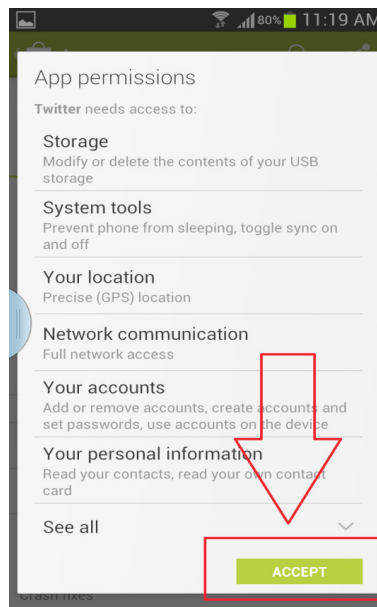 80% 11:19 AM
App permissions
Twitter needs access to:
Storage
Modify or delete the contents of your USB
storage
System tools
Prevent phone from sleeping, toggle sync on
and off
Your location
Precise (GPS) location
Network communication
Full network access
Your accounts
Add or remove accounts, create accounts and
set passwords, use accounts on the device
Your personal information
Read your contacts, read your own contact
card
See all
ACCEPT
Crash fixes